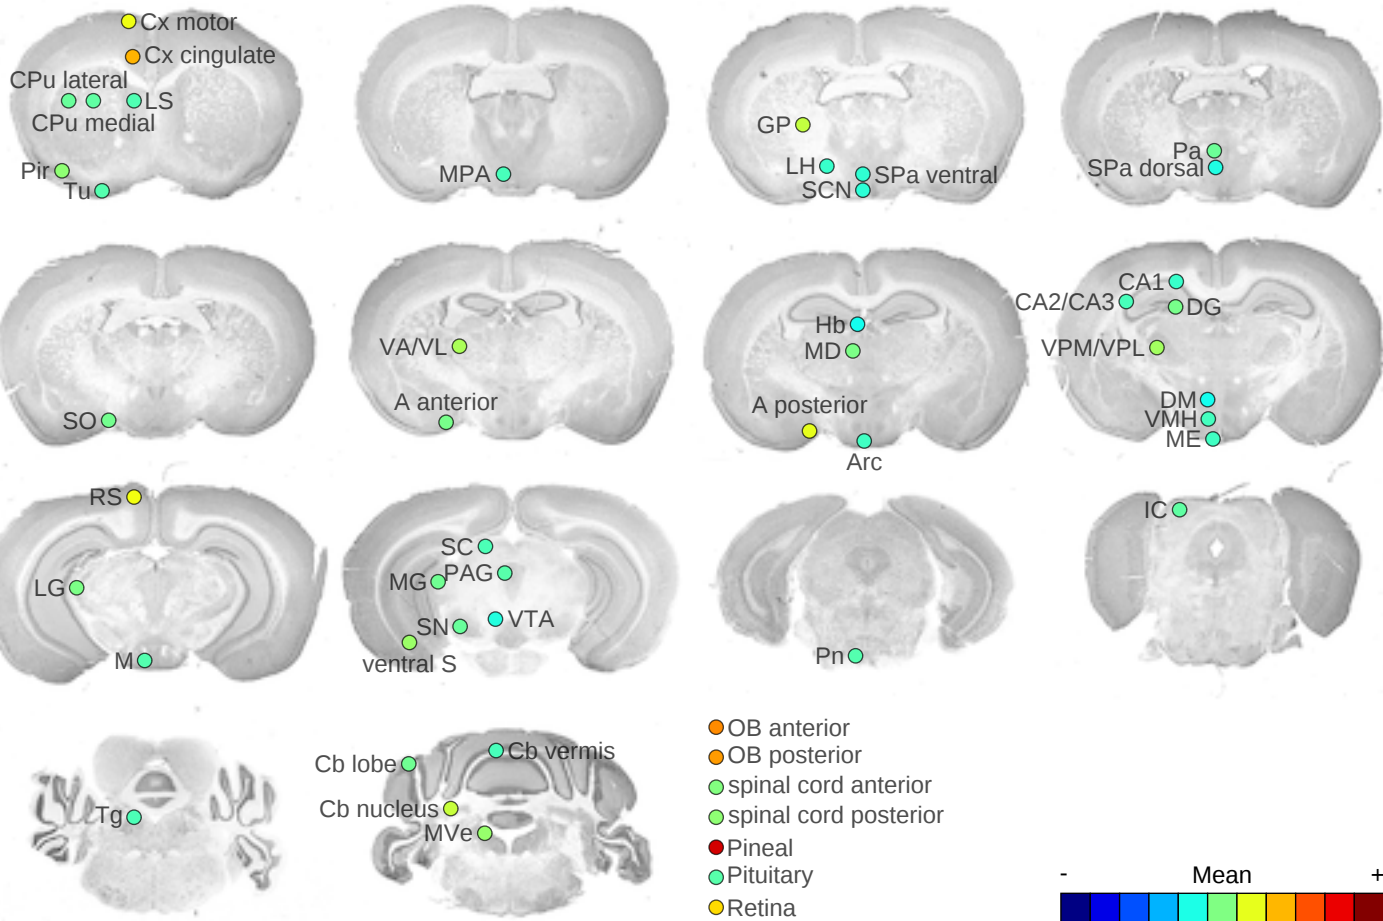 Cx motor
Cx cingulate
CPu lateral
LS
CPu medial
Pir
Tu
MPA
GP
LH
SPa ventral
SCN
Pa
SPa dorsal
SO
VA/VL
A anterior
Hb
MD
A posterior
Arc
CA1
CA2/CA3
DG
VPM/VPL
DM
VMH
ME
RS
LG
M
SC
MG
PAG
SN
VTA
ventral S
Pn
IC
Tg
Cb lobe
Cb vermis
Cb nucleus
MVe
OB anterior
OB posterior
spinal cord anterior
spinal cord posterior
Pineal
Pituitary
Retina
- Mean +